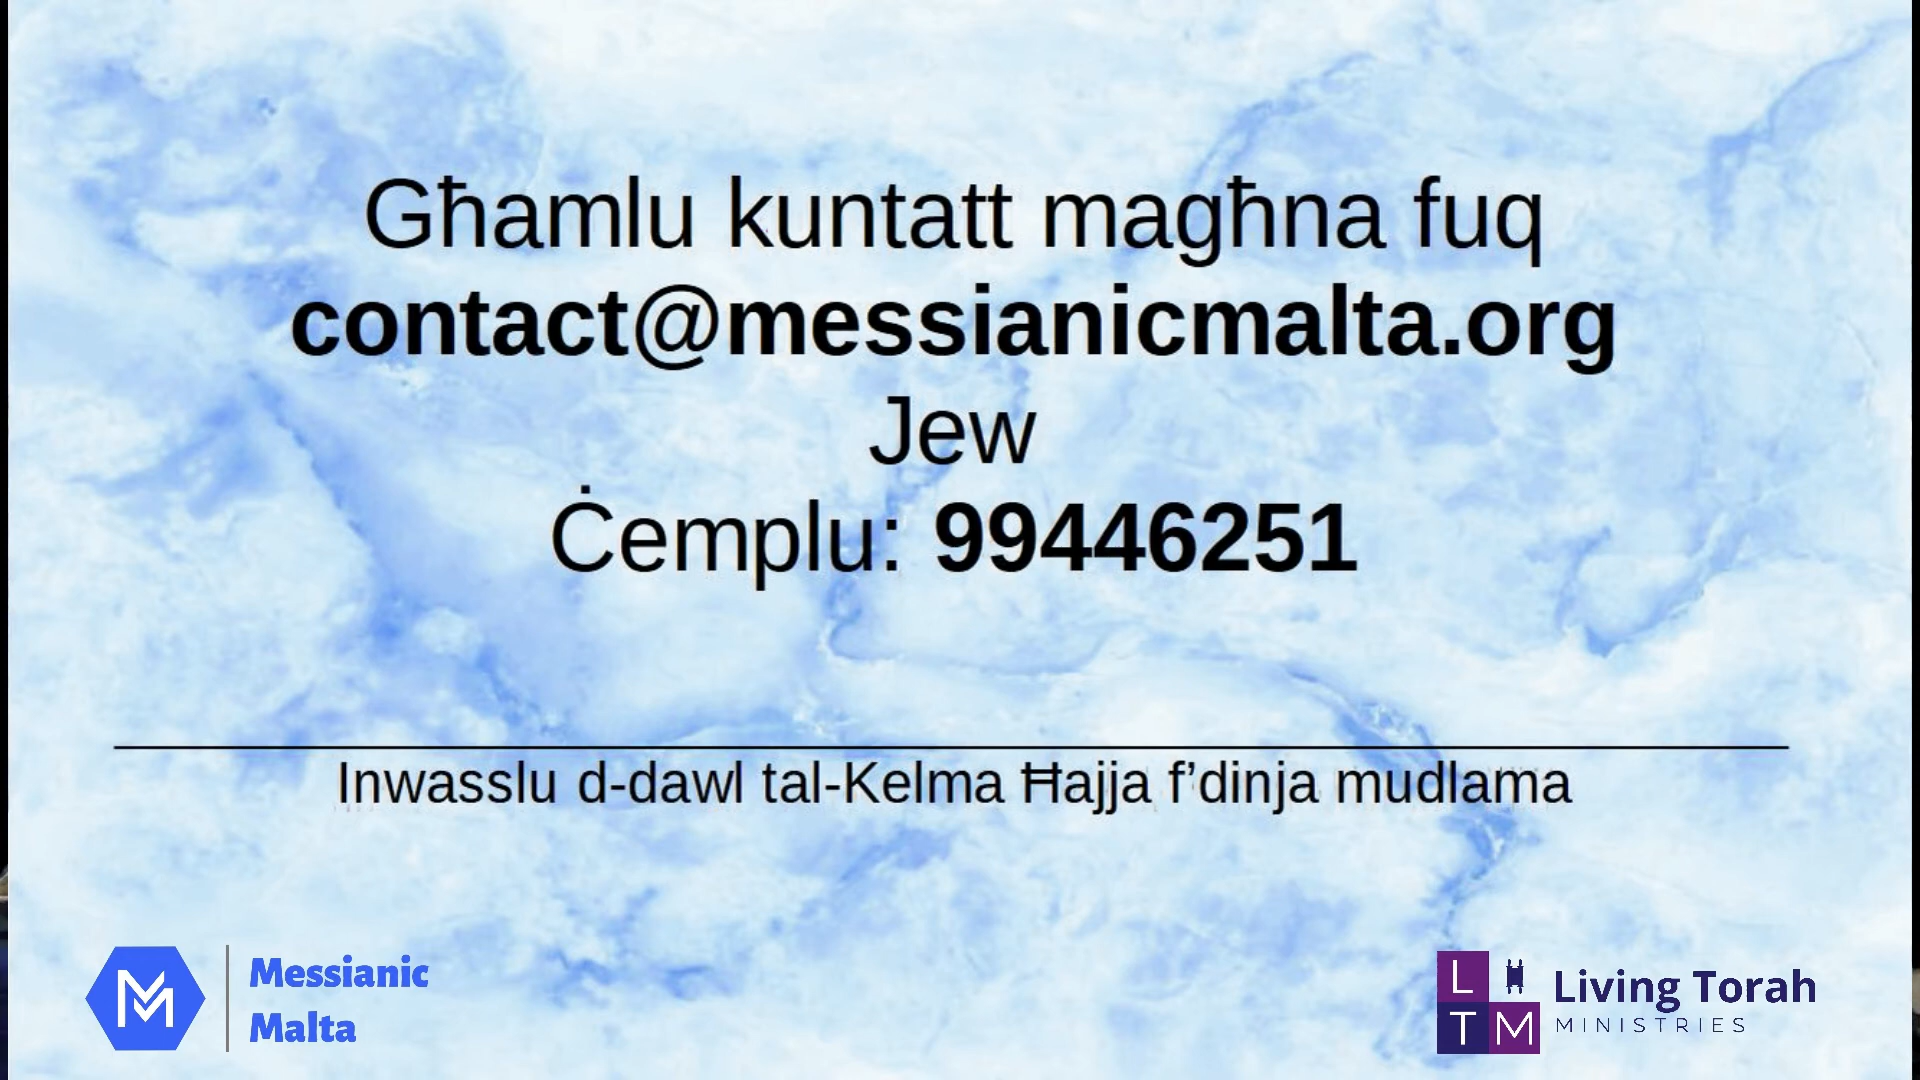 Għamlu kuntatt magħna fuq
contact@messianicmalta.org
Jew
Ċemplu: 99446251
Inwasslu d-dawl tal-Kelma Ħajja f’dinja mudlama
Messianic
Malta
L
TM
Living Torah
MINISTRIES